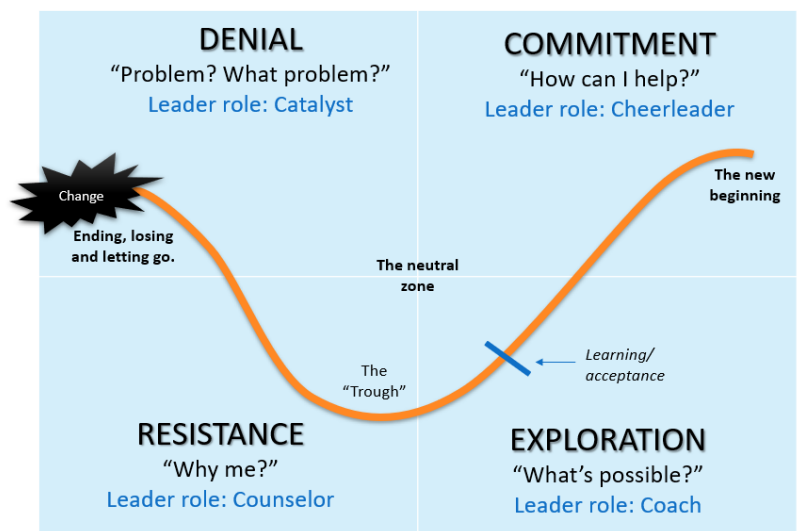 DENIAL
“Problem? What problem?”
Leader role: Catalyst
COMMITMENT
“How can I help?”
Leader role: Cheerleader
Change
Ending, losing
and letting go.
The neutral
zone
The new
beginning
The
“Trough”
Learning/
acceptance
RESISTANCE
“Why me?”
Leader role: Counselor
EXPLORATION
“What’s possible?”
Leader role: Coach